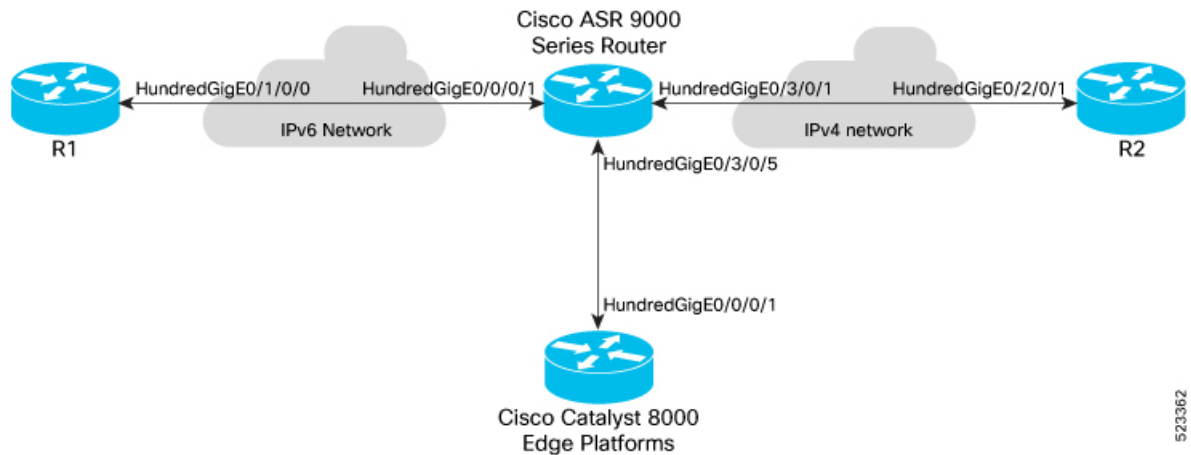 Cisco ASR 9000
Series Router
HundredGigE0/1/0/0
HundredGigE0/0/0/1
HundredGigE0/3/0/1
HundredGigE0/2/0/1
IPv6 Network
IPv4 network
R1
R2
HundredGigE0/3/0/5
HundredGigE0/0/0/1
Cisco Catalyst 8000
Edge Platforms
523362